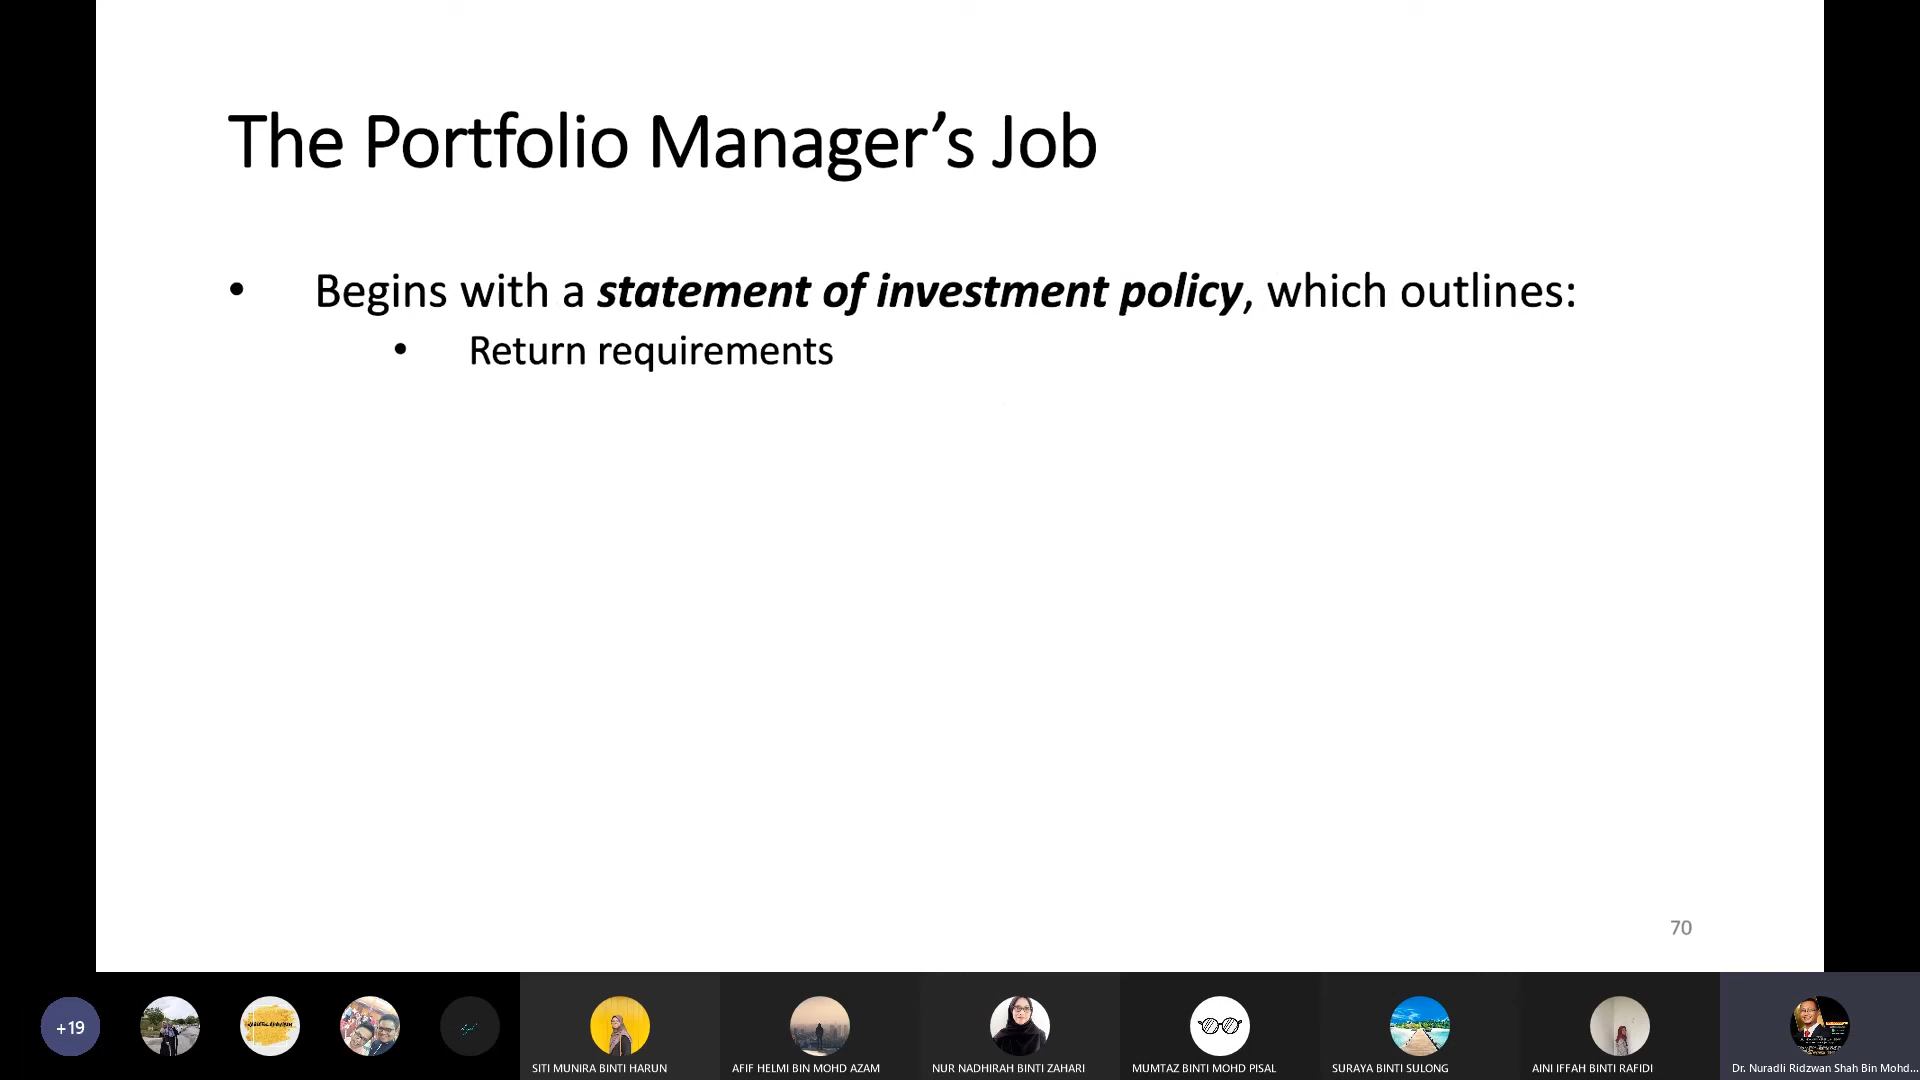 The Portfolio Manager’s Job
• Begins with a statement of investment policy, which outlines:
• Return requirements
70
+19
SITI MUNIRA BINTI HARUN
AFIF HELMI BIN MOHD AZAM
NUR NADHIRAH BINTI ZAHARI
MUMTAZ BINTI MOHD PISAL
SURAYA BINTI SULONG
AINI IFFAH BINTI RAFIDI
Dr. Nuradli Ridzwan Shah Bin Mohd...